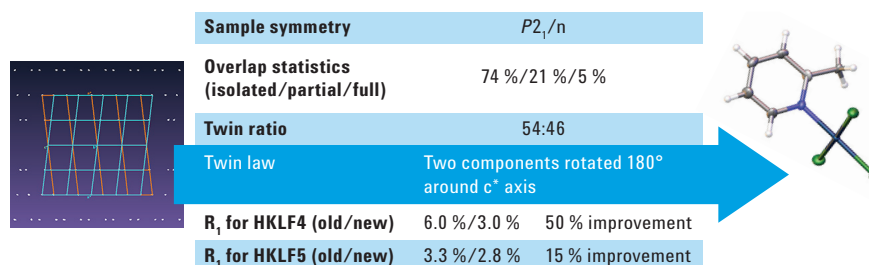 Sample symmetry P2₁/n
Overlap statistics
(isolated/partial/full) 74 %/21 %/5 %
Twin ratio 54:46
Twin law Two components rotated 180°
around c* axis
R₁ for HKLF4 (old/new) 6.0 %/3.0 % 50 % improvement
R₁ for HKLF5 (old/new) 3.3 %/2.8 % 15 % improvement